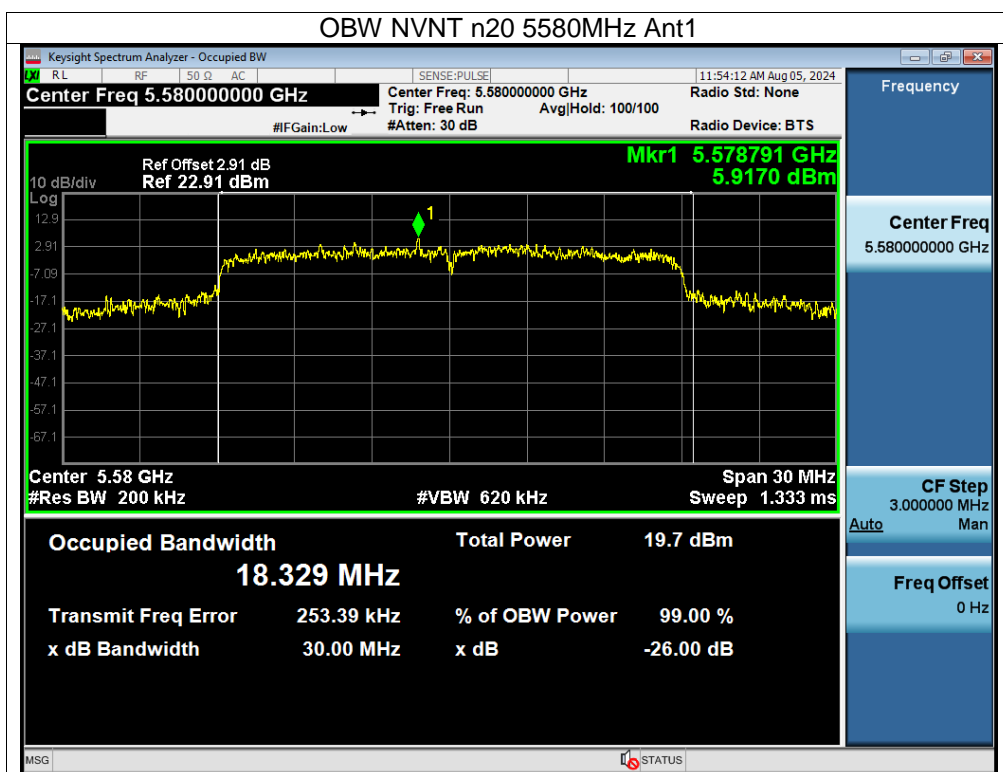 OBW NVNT n20 5580MHz Ant1
Keysight Spectrum Analyzer - Occupied BW
LXI RL RF 50 Ω AC SENSE:PULSE 11:54:12 AM Aug 05, 2024
Center Freq 5.580000000 GHz Center Freq: 5.580000000 GHz Radio Std: None
Trig: Free Run Avg|Hold: 100/100
#IFGain:Low #Atten: 30 dB Radio Device: BTS
Frequency
Ref Offset 2.91 dB Mkr1 5.578791 GHz
10 dB/div Ref 22.91 dBm 5.9170 dBm
Log
12.9
2.91
-7.09
-17.1
-27.1
-37.1
-47.1
-57.1
-67.1
1
Center 5.58 GHz Span 30 MHz
#Res BW 200 kHz #VBW 620 kHz Sweep 1.333 ms
Center Freq
5.580000000 GHz
CF Step
3.000000 MHz
Auto Man
Freq Offset
0 Hz
Occupied Bandwidth Total Power 19.7 dBm
18.329 MHz
Transmit Freq Error 253.39 kHz % of OBW Power 99.00 %
x dB Bandwidth 30.00 MHz x dB -26.00 dB
MSG STATUS